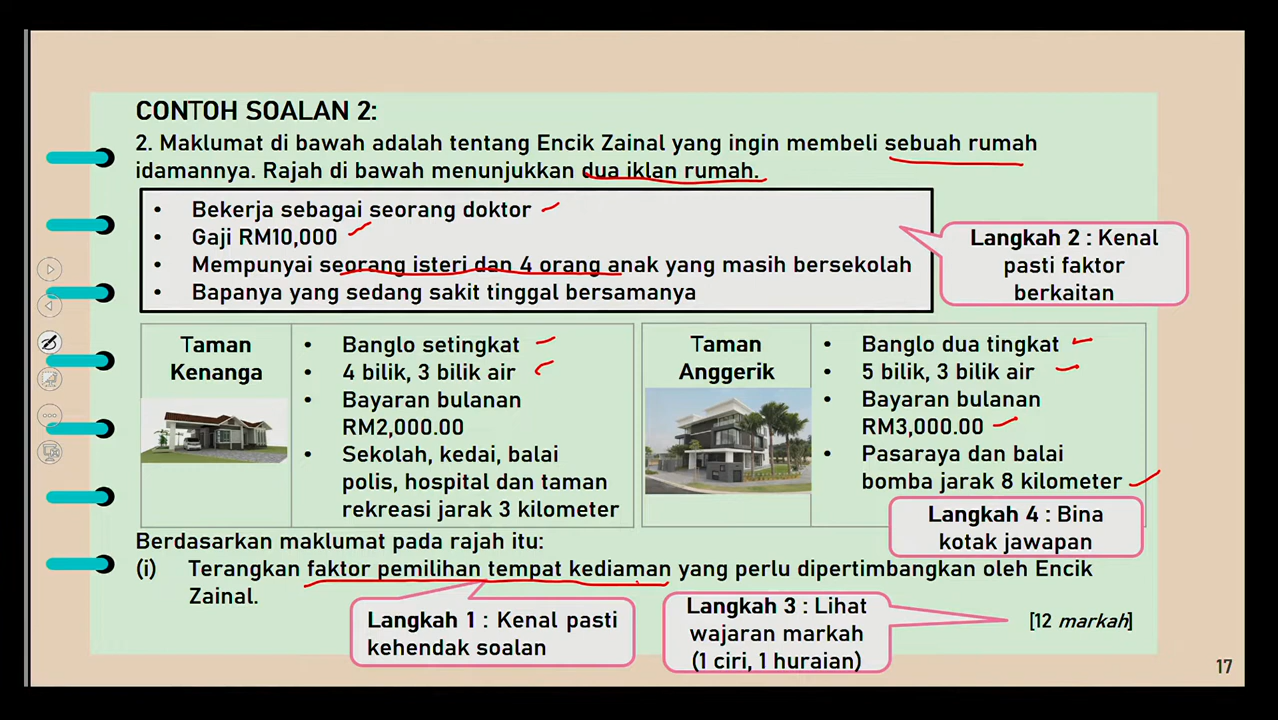 CONTOH SOALAN 2:
2. Maklumat di bawah adalah tentang Encik Zainal yang ingin membeli sebuah rumah
idamannya. Rajah di bawah menunjukkan dua iklan rumah.
• Bekerja sebagai seorang doktor
• Gaji RM10,000
• Mempunyai seorang isteri dan 4 orang anak yang masih bersekolah
• Bapanya yang sedang sakit tinggal bersamanya
Langkah 2 : Kenal
pasti faktor
berkaitan
Taman
Kenanga
• Banglo setingkat
• 4 bilik, 3 bilik air
• Bayaran bulanan
RM2,000.00
• Sekolah, kedai, balai
polis, hospital dan taman
rekreasi jarak 3 kilometer
Taman
Anggerik
• Banglo dua tingkat
• 5 bilik, 3 bilik air
• Bayaran bulanan
RM3,000.00
• Pasaraya dan balai
bomba jarak 8 kilometer
Langkah 4 : Bina
kotak jawapan
Berdasarkan maklumat pada rajah itu:
(i) Terangkan faktor pemilihan tempat kediaman yang perlu dipertimbangkan oleh Encik
Zainal.
Langkah 1 : Kenal pasti
kehendak soalan
Langkah 3 : Lihat
wajaran markah
(1 ciri, 1 huraian)
[12 markah]
17